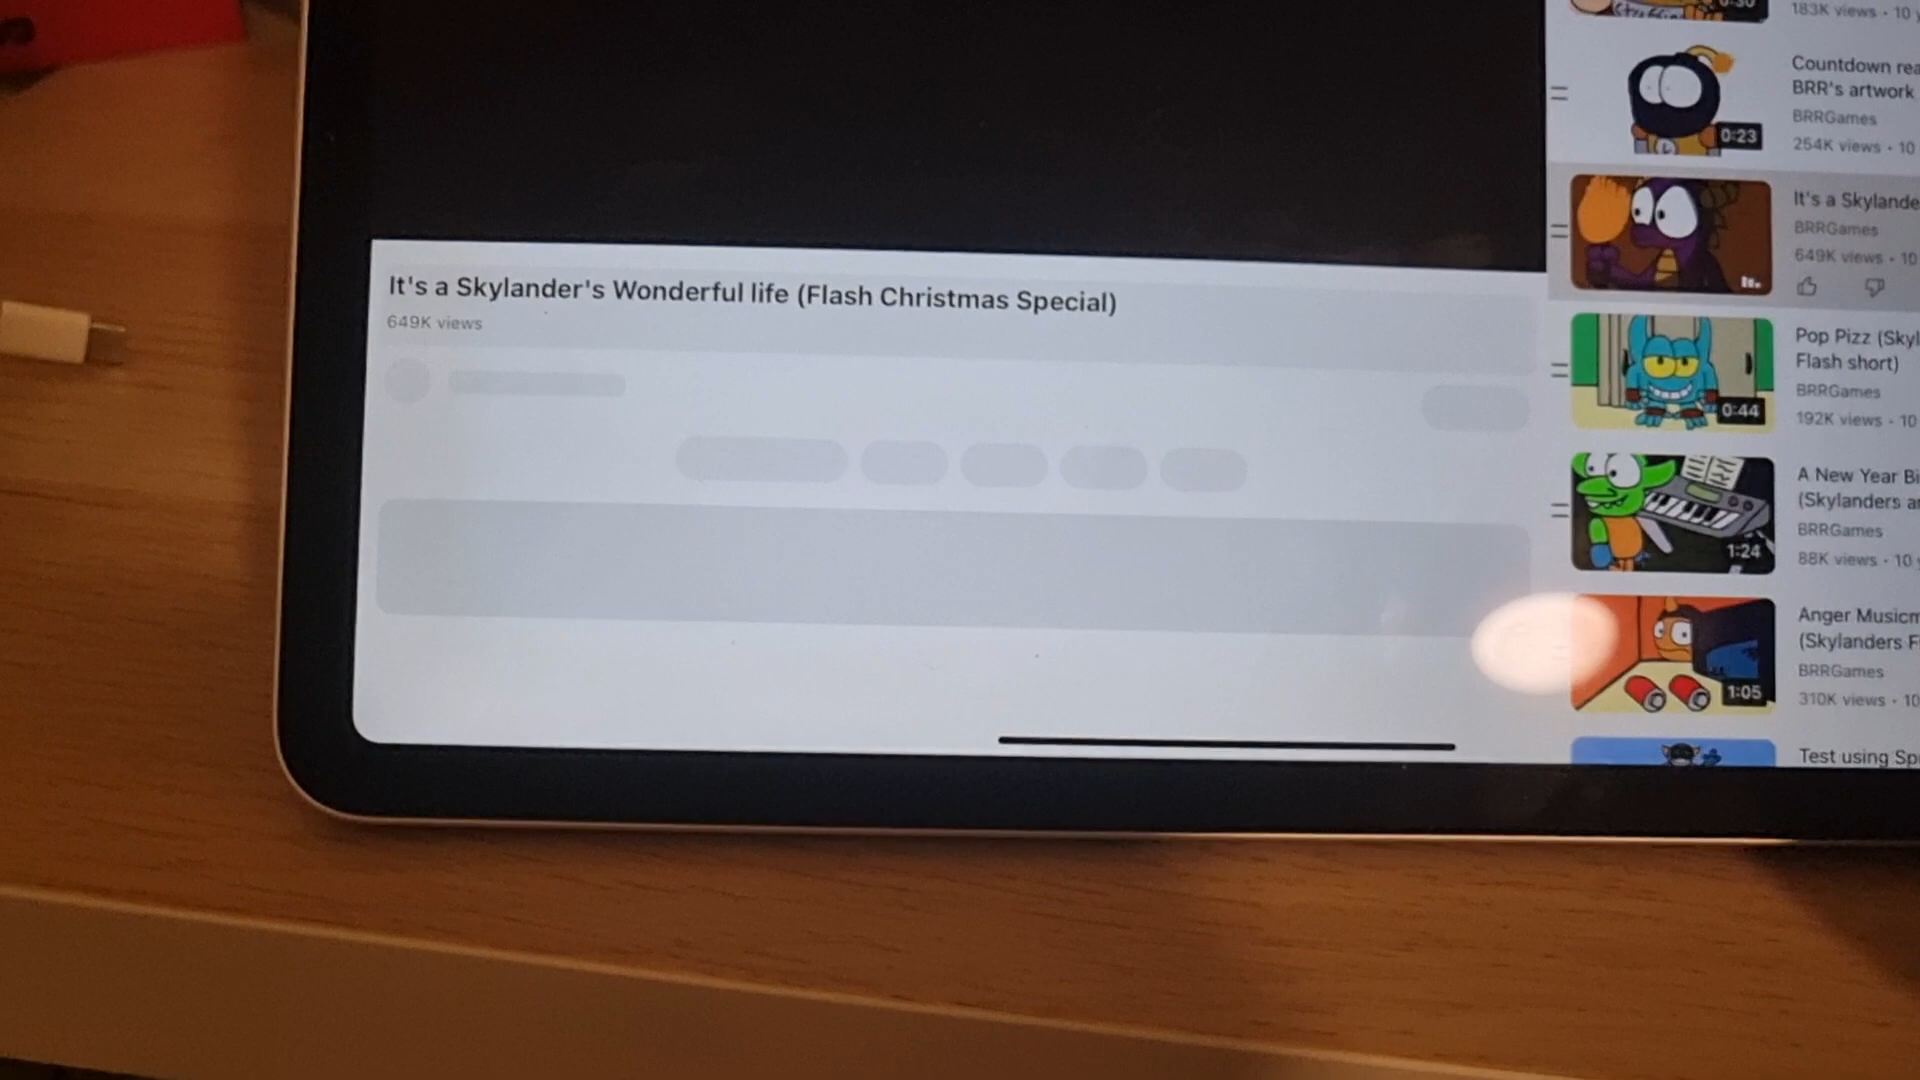 It's a Skylander's Wonderful life (Flash Christmas Special)
649K views
183K views · 10
Countdown rea
BRR's artwork
BRRGames
254K views · 10
0:23
It's a Skylande
BRRGames
649K views · 10
Pop Pizz (Skyl
Flash short)
BRRGames
192K views · 10
0:44
A New Year Bi
(Skylanders a
BRRGames
88K views · 10
1:24
Anger Musicm
(Skylanders F
BRRGames
310K views · 10
1:05
Test using Sp